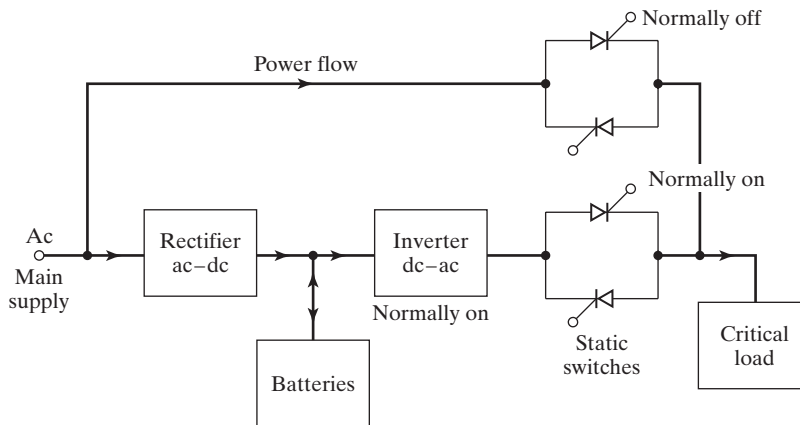 Normally off
Power flow
Normally on
Ac
Main
supply
Rectifier
ac–dc
Inverter
dc–ac
Normally on
Batteries
Static
switches
Critical
load